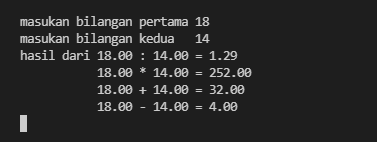 masukan bilangan pertama 18
masukan bilangan kedua   14
hasil dari 18.00 : 14.00 = 1.29
           18.00 * 14.00 = 252.00
           18.00 + 14.00 = 32.00
           18.00 - 14.00 = 4.00